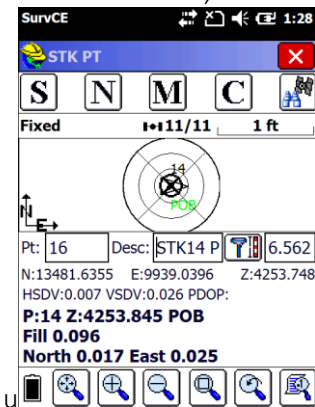 SurvCE 1:28
STK PT
S N M C
Fixed 11/11 1 ft
14
POB
N
E
Pt: 16 Desc: STK14 P 6.562
N:13481.6355 E:9939.0396 Z:4253.748
HSDV:0.007 VSDV:0.026 PDOP:
P:14 Z:4253.845 POB
Fill 0.096
North 0.017 East 0.025
u